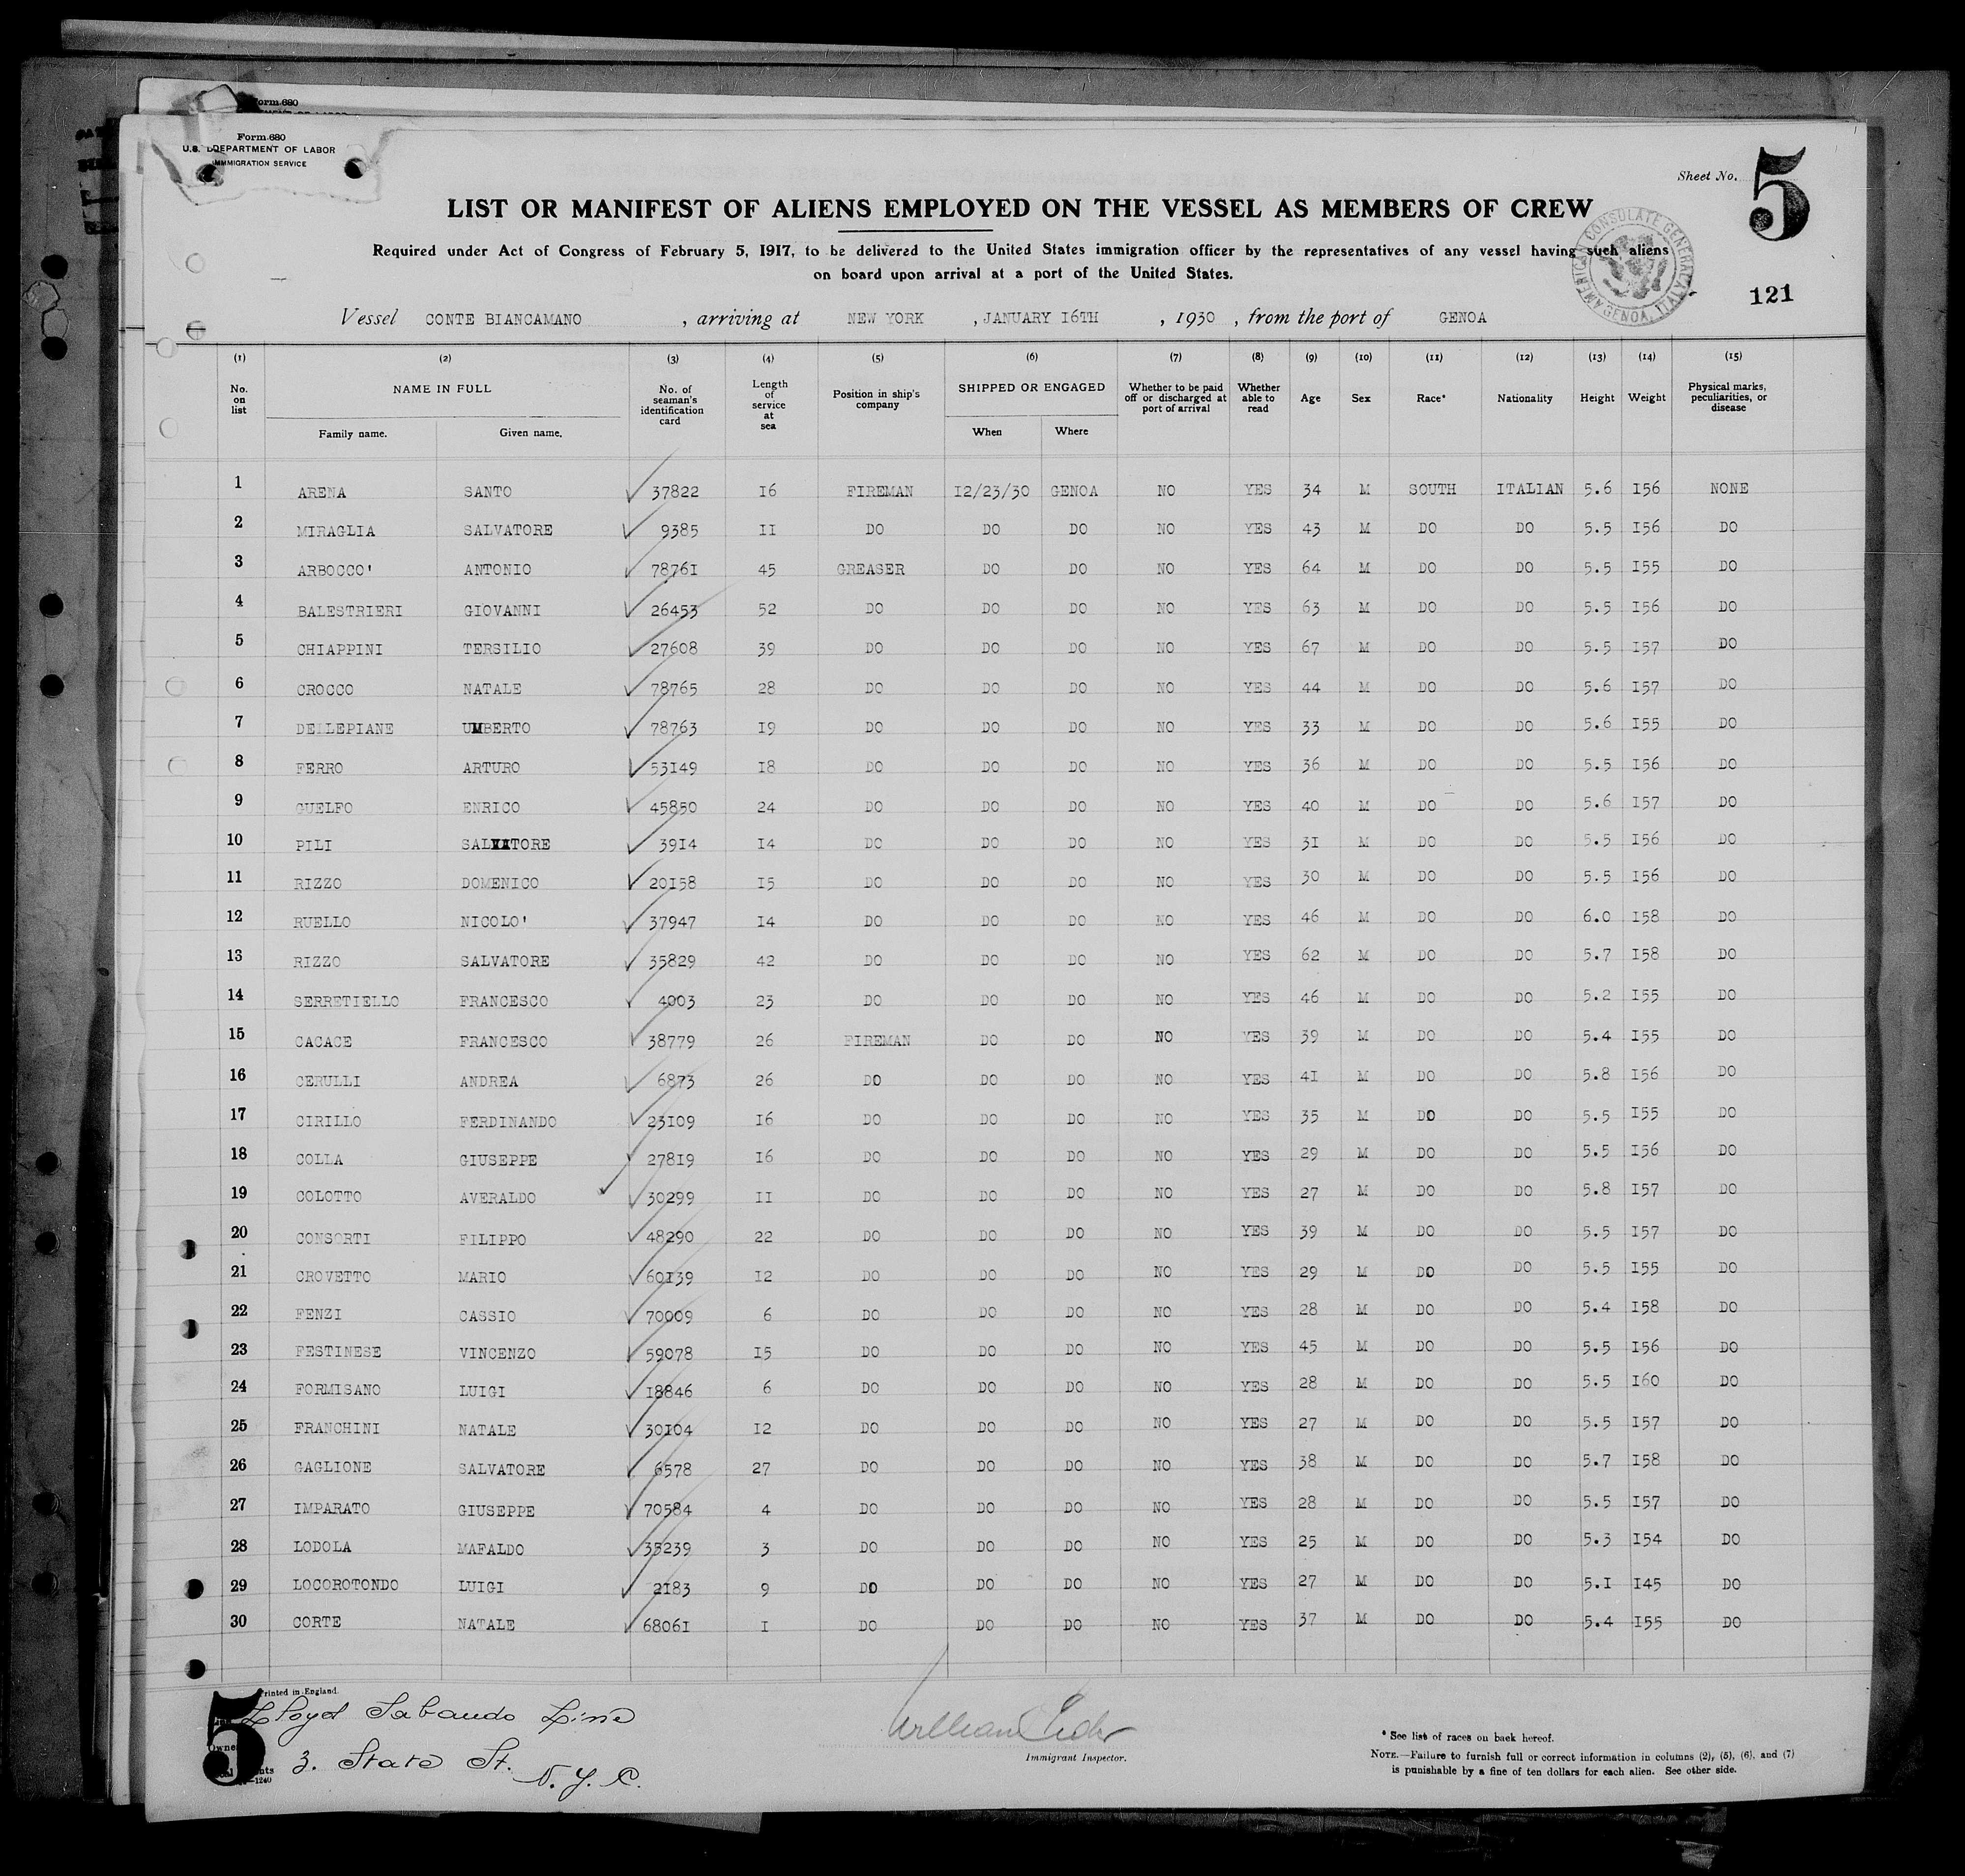 Form 680
Form 680
U.S. DEPARTMENT OF LABOR
IMMIGRATION SERVICE
Sheet No. 5
LIST OR MANIFEST OF ALIENS EMPLOYED ON THE VESSEL AS MEMBERS OF CREW
Required under Act of Congress of February 5, 1917, to be delivered to the United States immigration officer by the representatives of any vessel having such aliens
on board upon arrival at a port of the United States.
AMERICAN CONSULATE GENERAL GENOA, ITALY
121
Vessel CONTE BIANCAMANO , arriving at NEW YORK , JANUARY 16TH , 1930 , from the port of GENOA
(1) (2) (3) (4) (5) (6) (7) (8) (9) (10) (11) (12) (13) (14) (15)
No. on list NAME IN FULL Family name. Given name. No. of seaman's identification card Length of service at sea Position in ship's company SHIPPED OR ENGAGED When Where Whether to be paid off or discharged at port of arrival Whether able to read Age Sex Race* Nationality Height Weight Physical marks, peculiarities, or disease
1 ARENA SANTO 37822 16 FIREMAN 12/23/30 GENOA NO YES 34 M SOUTH ITALIAN 5.6 156 NONE
2 MIRAGLIA SALVATORE 9385 11 DO DO DO NO YES 43 M DO DO 5.5 156 DO
3 ARBOCCO' ANTONIO 78761 45 GREASER DO DO NO YES 64 M DO DO 5.5 155 DO
4 BALESTRIERI GIOVANNI 26453 52 DO DO DO NO YES 63 M DO DO 5.5 156 DO
5 CHIAPPINI TERSILIO 27608 39 DO DO DO NO YES 67 M DO DO 5.5 157 DO
6 CROCCO NATALE 78765 28 DO DO DO NO YES 44 M DO DO 5.6 157 DO
7 DELLEPIANE UMBERTO 78763 19 DO DO DO NO YES 33 M DO DO 5.6 155 DO
8 FERRO ARTURO 53149 18 DO DO DO NO YES 36 M DO DO 5.5 156 DO
9 GUELFO ENRICO 45850 24 DO DO DO NO YES 40 M DO DO 5.6 157 DO
10 PILI SALVATORE 3914 14 DO DO DO NO YES 31 M DO DO 5.5 156 DO
11 RIZZO DOMENICO 20158 15 DO DO DO NO YES 30 M DO DO 5.5 156 DO
12 RUELLO NICOLO' 37947 14 DO DO DO NO YES 46 M DO DO 6.0 158 DO
13 RIZZO SALVATORE 35829 42 DO DO DO NO YES 62 M DO DO 5.7 158 DO
14 SERRETIELLO FRANCESCO 4003 23 DO DO DO NO YES 46 M DO DO 5.2 155 DO
15 CACACE FRANCESCO 38779 26 FIREMAN DO DO NO YES 39 M DO DO 5.4 155 DO
16 CERULLI ANDREA 6873 26 DO DO DO NO YES 41 M DO DO 5.8 156 DO
17 CIRILLO FERDINANDO 23109 16 DO DO DO NO YES 35 M DO DO 5.5 155 DO
18 COLLA GIUSEPPE 27819 16 DO DO DO NO YES 29 M DO DO 5.5 156 DO
19 COLOTTO AVERALDO 30299 11 DO DO DO NO YES 27 M DO DO 5.8 157 DO
20 CONSORTI FILIPPO 48290 22 DO DO DO NO YES 39 M DO DO 5.5 157 DO
21 CROVETTO MARIO 60139 12 DO DO DO NO YES 29 M DO DO 5.5 155 DO
22 FENZI CASSIO 70009 6 DO DO DO NO YES 28 M DO DO 5.4 158 DO
23 FESTINESE VINCENZO 59078 15 DO DO DO NO YES 45 M DO DO 5.5 156 DO
24 FORMISANO LUIGI 18846 6 DO DO DO NO YES 28 M DO DO 5.5 160 DO
25 FRANCHINI NATALE 30104 12 DO DO DO NO YES 27 M DO DO 5.5 157 DO
26 GAGLIONE SALVATORE 6578 27 DO DO DO NO YES 38 M DO DO 5.7 158 DO
27 IMPARATO GIUSEPPE 70584 4 DO DO DO NO YES 28 M DO DO 5.5 157 DO
28 LODOLA MAFALDO 35239 3 DO DO DO NO YES 25 M DO DO 5.3 154 DO
29 LOCOROTONDO LUIGI 2183 9 DO DO DO NO YES 27 M DO DO 5.1 145 DO
30 CORTE NATALE 68061 1 DO DO DO NO YES 37 M DO DO 5.4 155 DO
5
Printed in England
Lloyd Sabaudo Line
3. State St. N.Y.C.
William
Immigrant Inspector.
* See list of races on back hereof.
NOTE.—Failure to furnish full or correct information in columns (2), (5), (6), and (7)
is punishable by a fine of ten dollars for each alien. See other side.